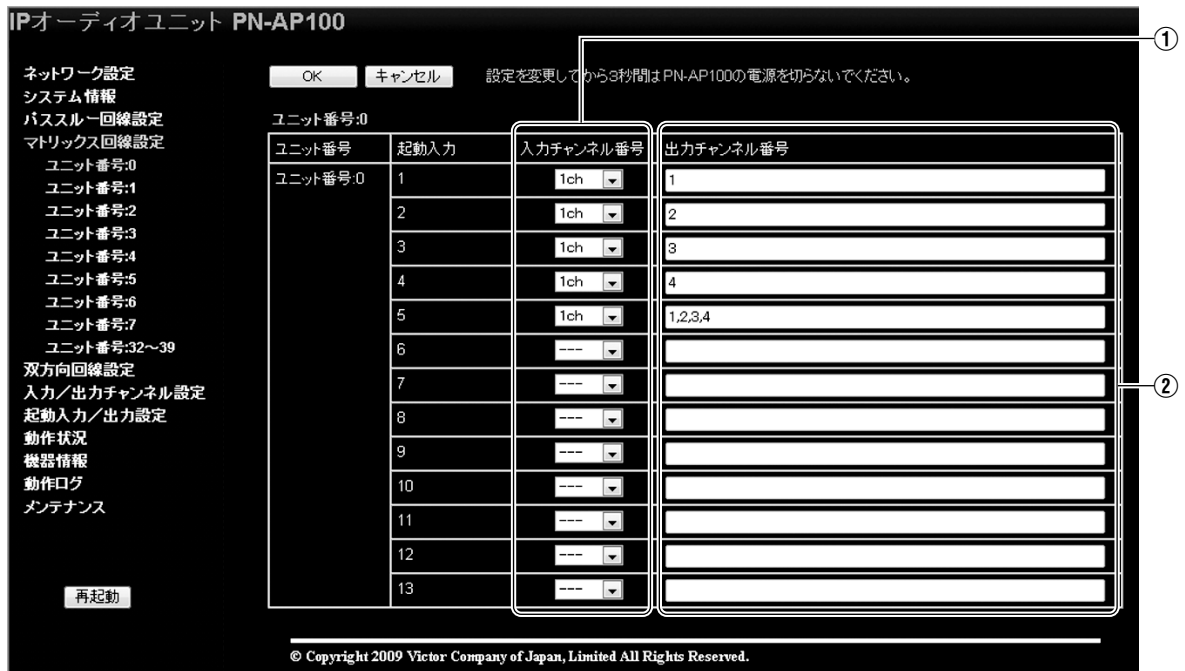 IPオーディオユニット PN-AP100
①
ネットワーク設定
システム情報
パススルー回線設定
マトリックス回線設定
ユニット番号:0
ユニット番号:1
ユニット番号:2
ユニット番号:3
ユニット番号:4
ユニット番号:5
ユニット番号:6
ユニット番号:7
ユニット番号:32～39
双方向回線設定
入力／出力チャンネル設定
起動入力／出力設定
動作状況
機器情報
動作ログ
メンテナンス
再起動
OK キャンセル 設定を変更してから3秒間はPN-AP100の電源を切らないでください。
ユニット番号:0
ユニット番号 起動入力 入力チャンネル番号 出力チャンネル番号
ユニット番号:0 1 1ch 1
2 1ch 2
3 1ch 3
4 1ch 4
5 1ch 1,2,3,4
6 ---
7 ---
②
8 ---
9 ---
10 ---
11 ---
12 ---
13 ---
© Copyright 2009 Victor Company of Japan, Limited All Rights Reserved.